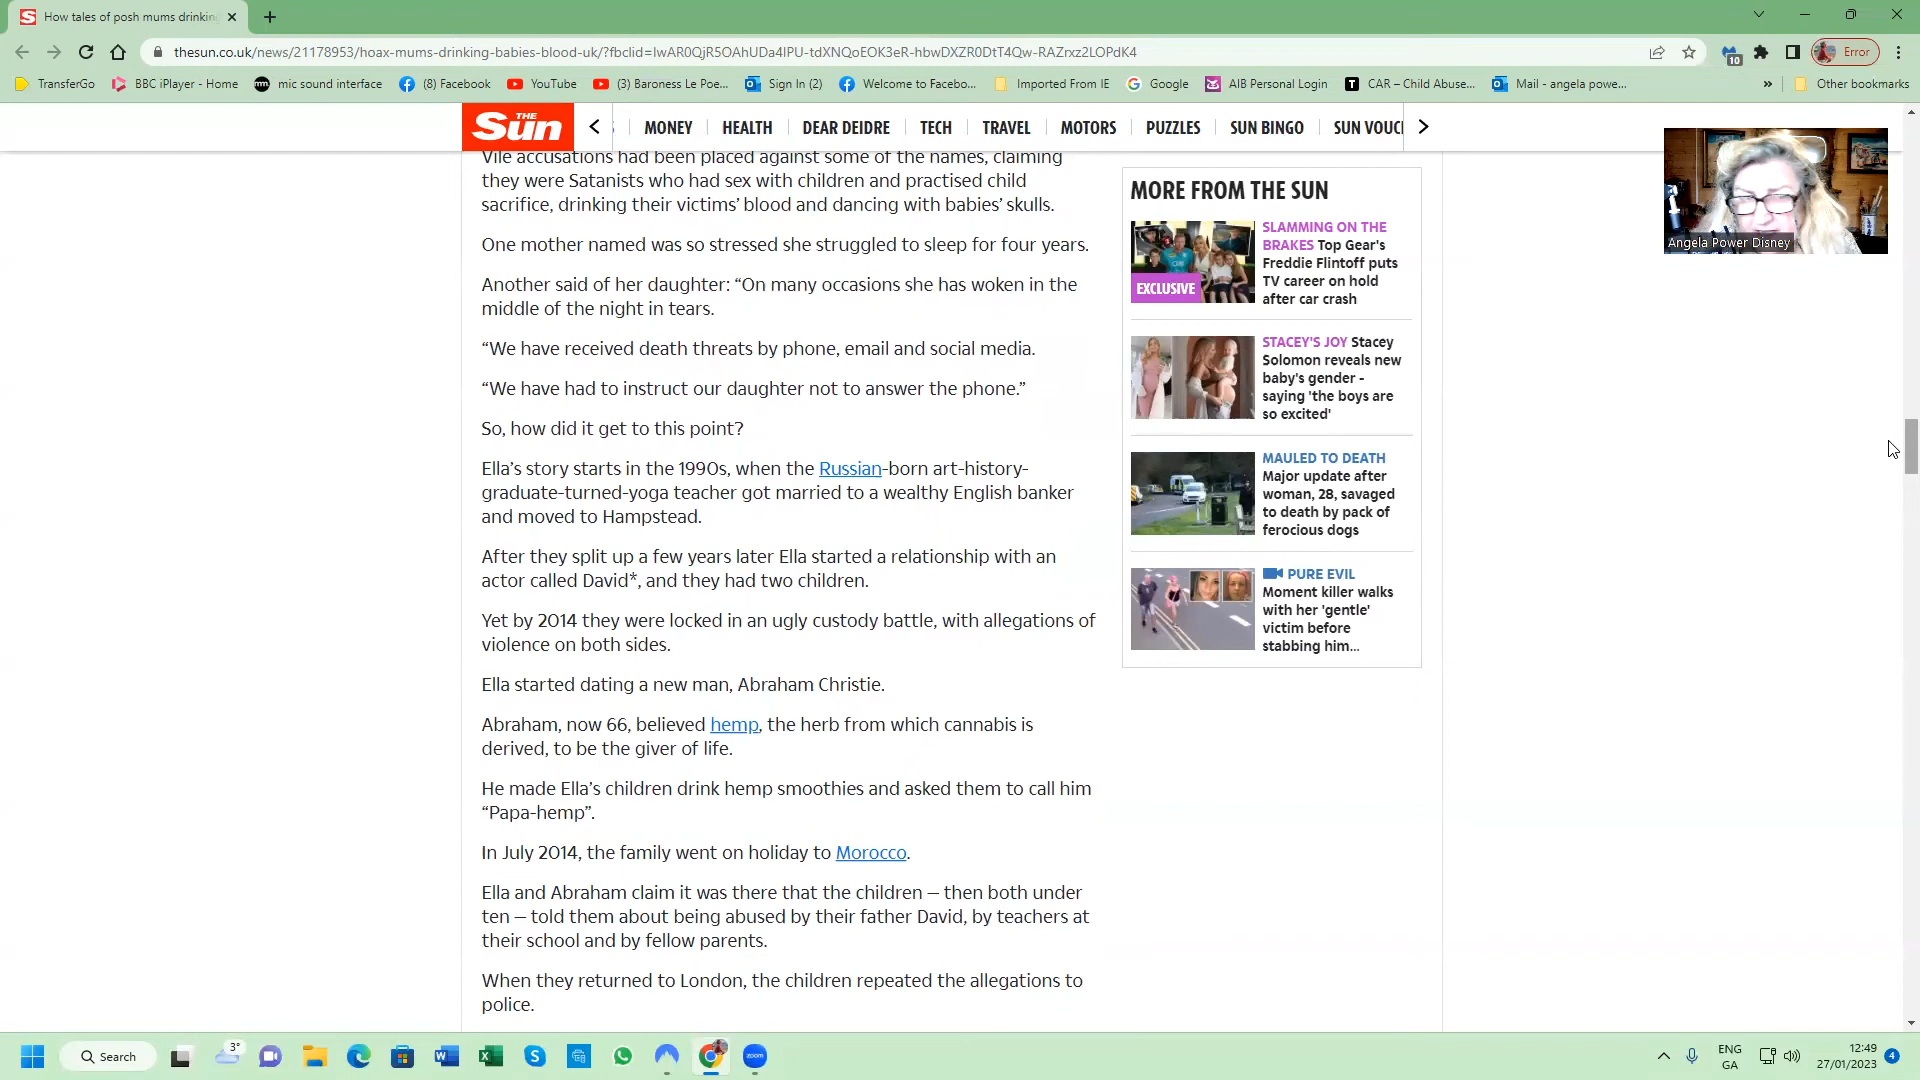 How tales of posh mums drinkin
thesun.co.uk/news/21178953/hoax-mums-drinking-babies-blood-uk/?fbclid=IwAR0QjR5OAhUDa4IPU-tdXNQoEOK3eR-hbwDXZR0DtT4Qw-RAZrxz2LOPdK4
10
Error
TransferGo
BBC iPlayer - Home
mic sound interface
(8) Facebook
YouTube
(3) Baroness Le Poe...
Sign In (2)
Welcome to Facebo...
Imported From IE
Google
AIB Personal Login
CAR – Child Abuse...
Mail - angela powe...
»
Other bookmarks
THE
Sun
MONEY
HEALTH
DEAR DEIDRE
TECH
TRAVEL
MOTORS
PUZZLES
SUN BINGO
SUN VOUC
Vile accusations had been placed against some of the names, claiming
they were Satanists who had sex with children and practised child
sacrifice, drinking their victims’ blood and dancing with babies’ skulls.
One mother named was so stressed she struggled to sleep for four years.
Another said of her daughter: “On many occasions she has woken in the
middle of the night in tears.
“We have received death threats by phone, email and social media.
“We have had to instruct our daughter not to answer the phone.”
So, how did it get to this point?
Ella’s story starts in the 1990s, when the Russian-born art-history-
graduate-turned-yoga teacher got married to a wealthy English banker
and moved to Hampstead.
After they split up a few years later Ella started a relationship with an
actor called David*, and they had two children.
Yet by 2014 they were locked in an ugly custody battle, with allegations of
violence on both sides.
Ella started dating a new man, Abraham Christie.
Abraham, now 66, believed hemp, the herb from which cannabis is
derived, to be the giver of life.
He made Ella’s children drink hemp smoothies and asked them to call him
“Papa-hemp”.
In July 2014, the family went on holiday to Morocco.
Ella and Abraham claim it was there that the children – then both under
ten – told them about being abused by their father David, by teachers at
their school and by fellow parents.
When they returned to London, the children repeated the allegations to
police.
MORE FROM THE SUN
EXCLUSIVE
SLAMMING ON THE
BRAKES Top Gear's
Freddie Flintoff puts
TV career on hold
after car crash
STACEY'S JOY Stacey
Solomon reveals new
baby's gender -
saying 'the boys are
so excited'
MAULED TO DEATH
Major update after
woman, 28, savaged
to death by pack of
ferocious dogs
PURE EVIL
Moment killer walks
with her 'gentle'
victim before
stabbing him...
Angela Power Disney
Search
3°
zoom
ENG
GA
12:49
27/01/2023
4